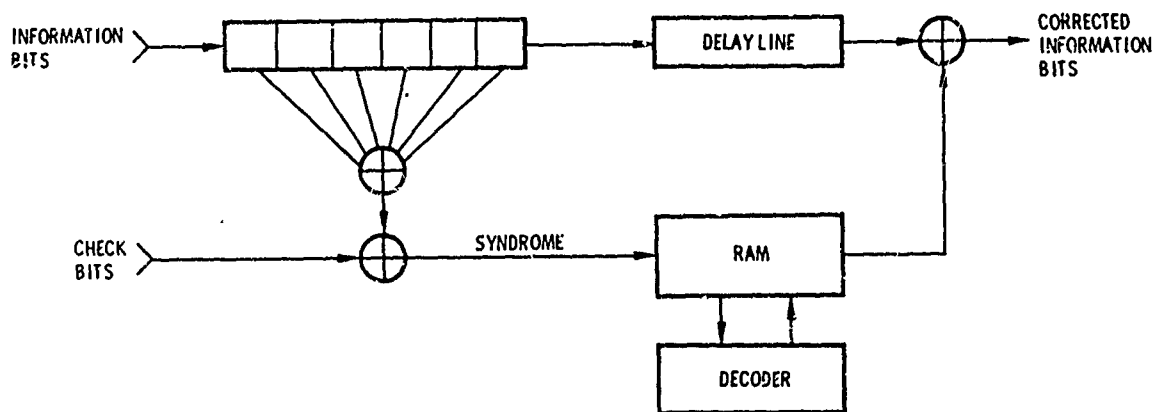 INFORMATION
BITS
DELAY LINE
CORRECTED
INFORMATION
BITS
CHECK
BITS
SYNDROME
RAM
DECODER